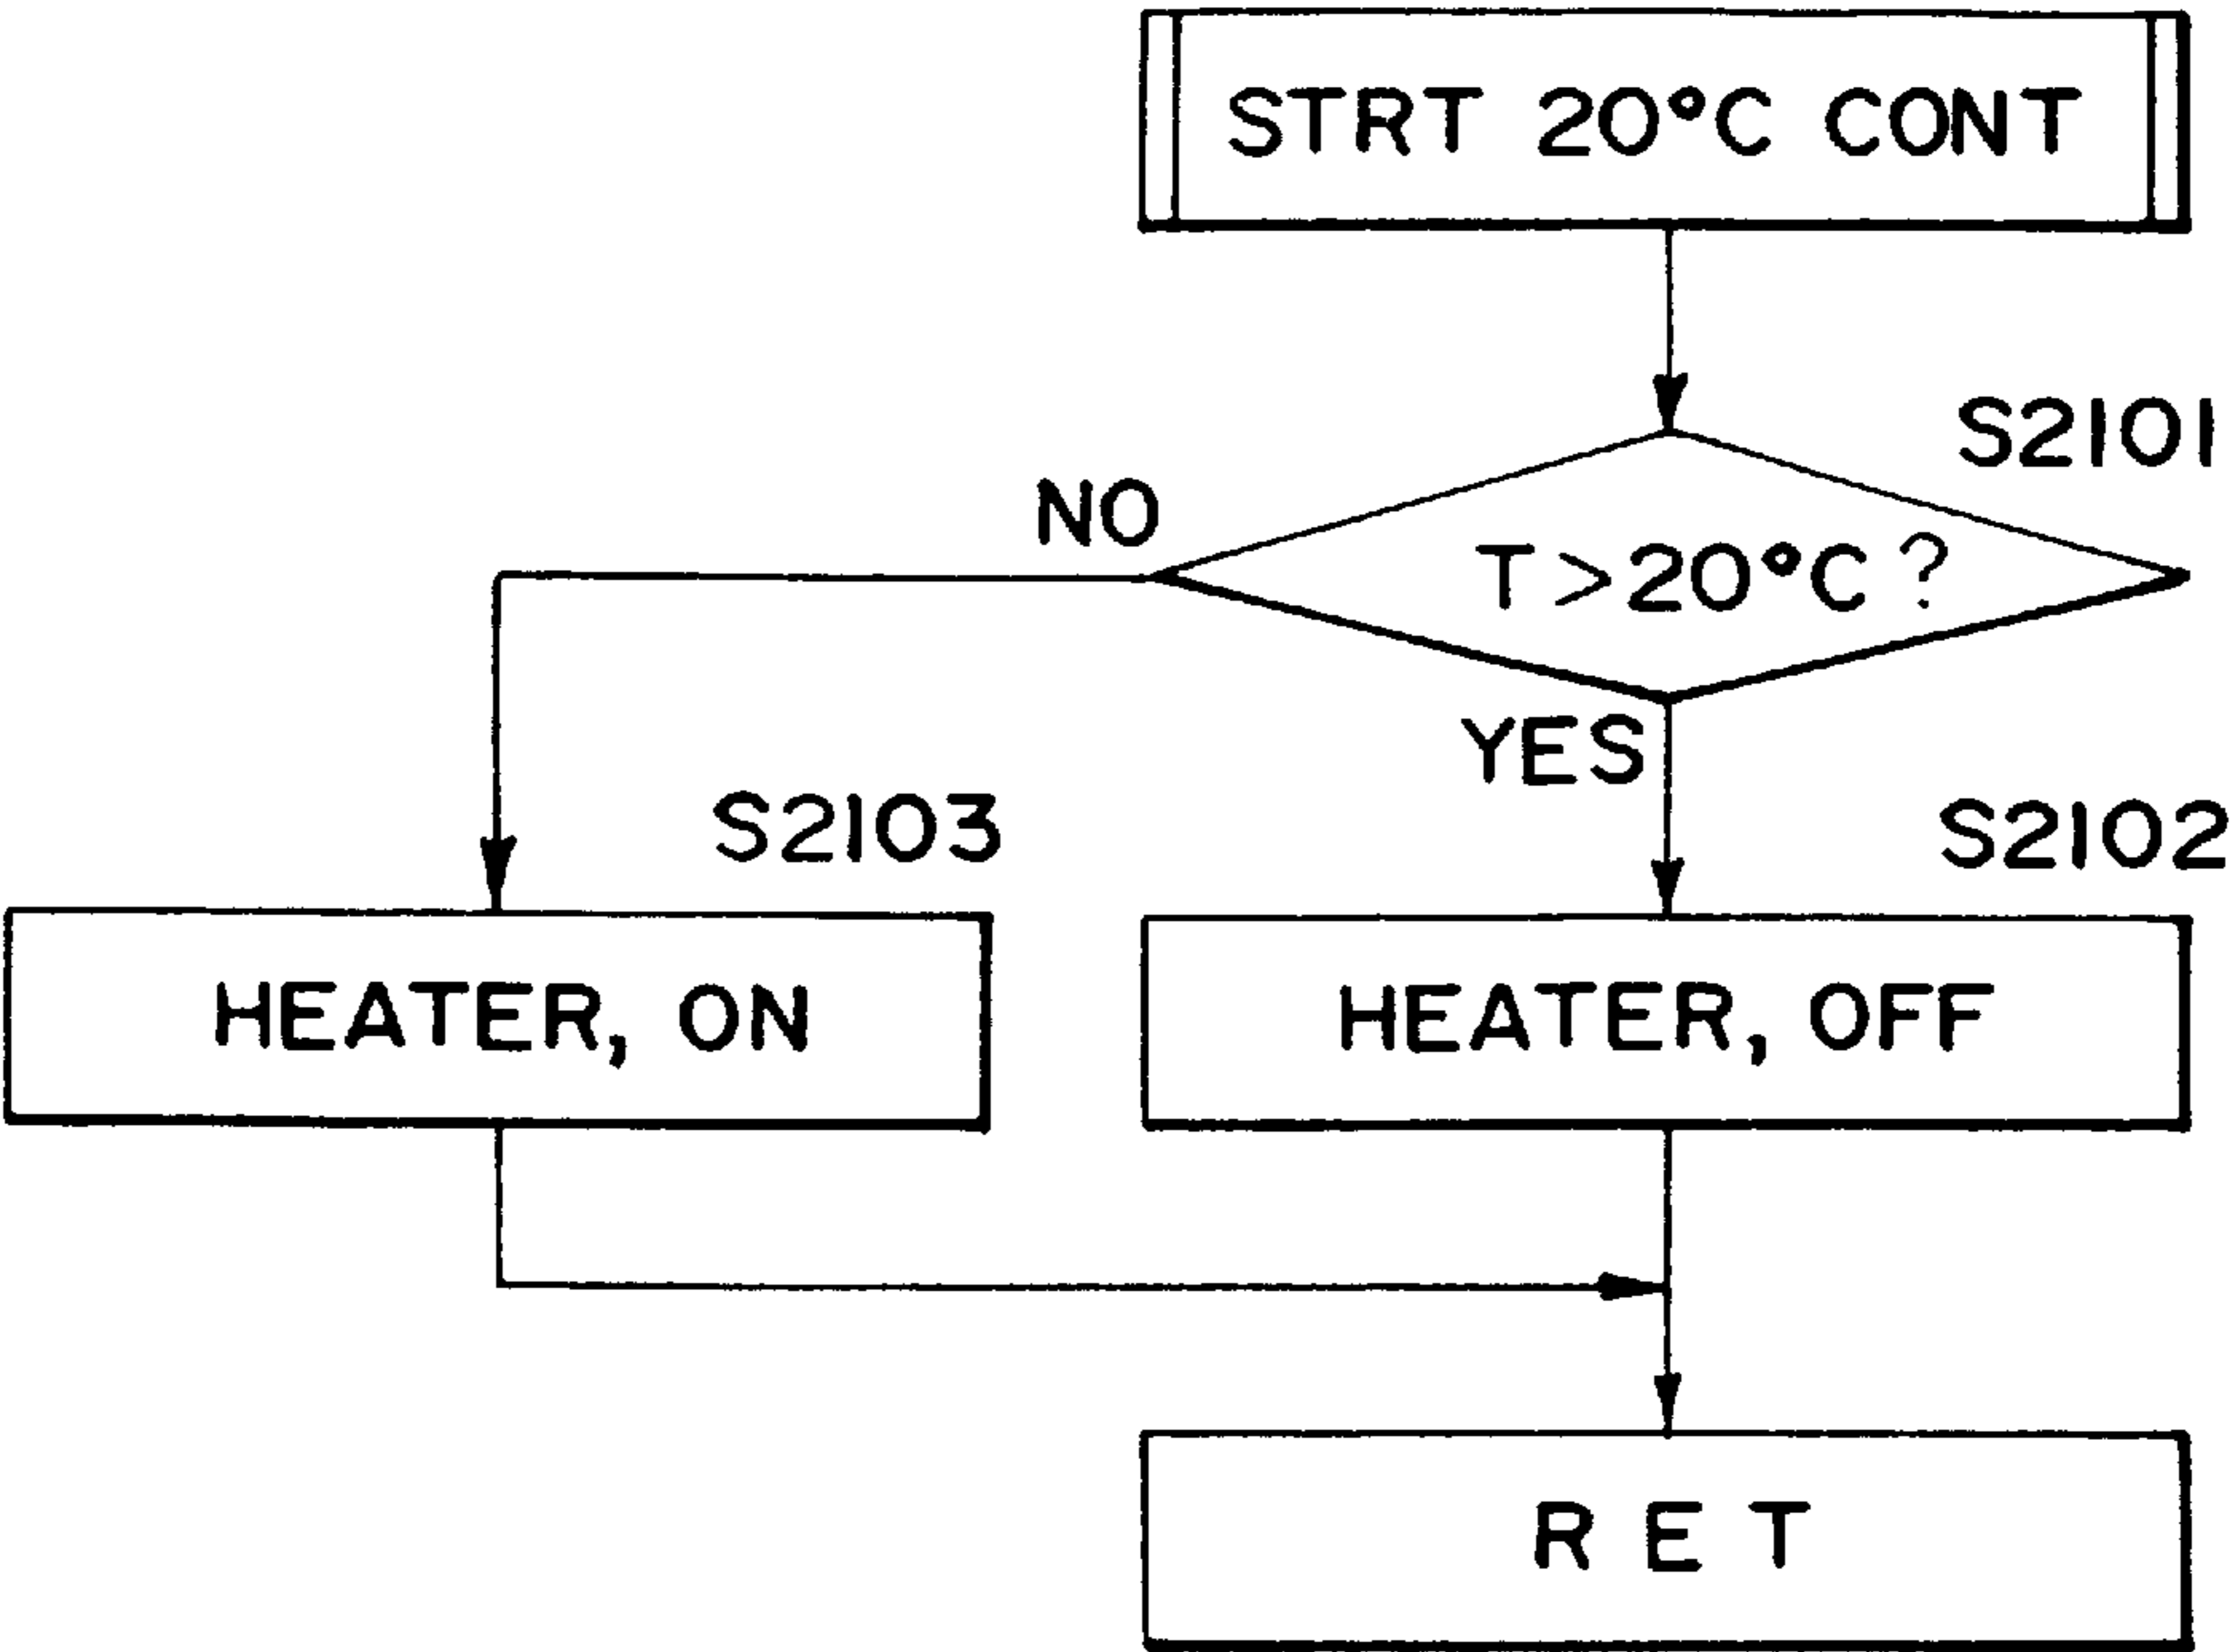 STRT 20°C CONT
S2101
NO
T>20°C?
YES
S2103
S2102
HEATER, ON
HEATER, OFF
RET